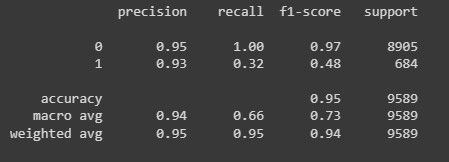 precision recall f1-score support
0 0.95 1.00 0.97 8905
1 0.93 0.32 0.48 684
accuracy 0.95 9589
macro avg 0.94 0.66 0.73 9589
weighted avg 0.95 0.95 0.94 9589